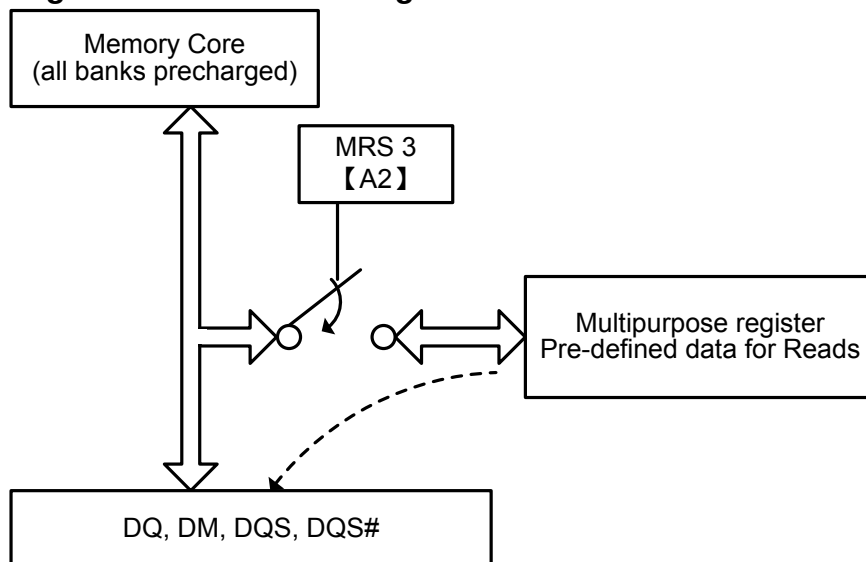 Memory Core
(all banks precharged)
MRS 3
【A2】
Multipurpose register
Pre-defined data for Reads
DQ, DM, DQS, DQS#